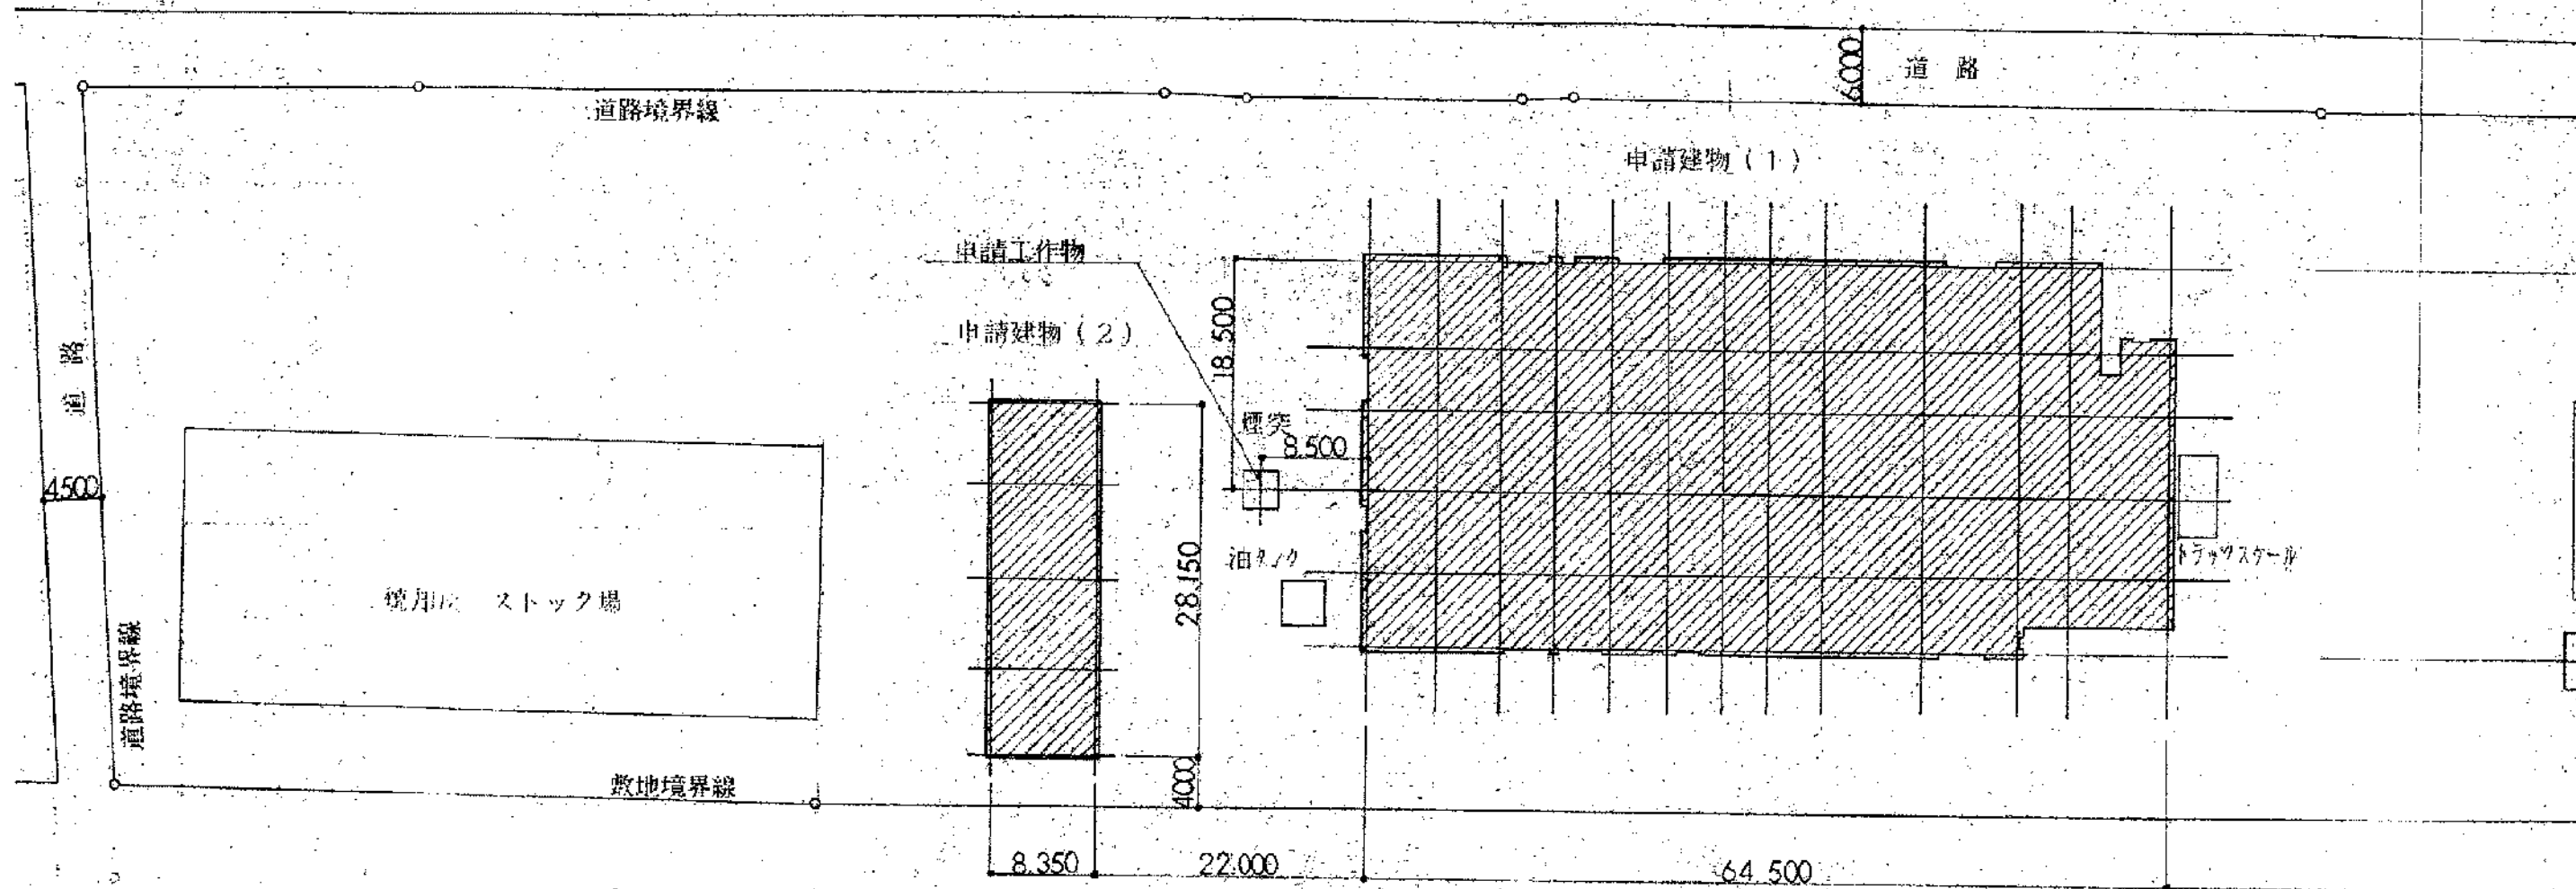 6000
道路
道路境界線
申請建物(1)
申請工作物
申請建物(2)
18.500
道路
煙突
8.500
4500
28.150
油タンク
トラックスケール
ストック場
道路境界線
敷地境界線
4000
8.350
22.000
64.500